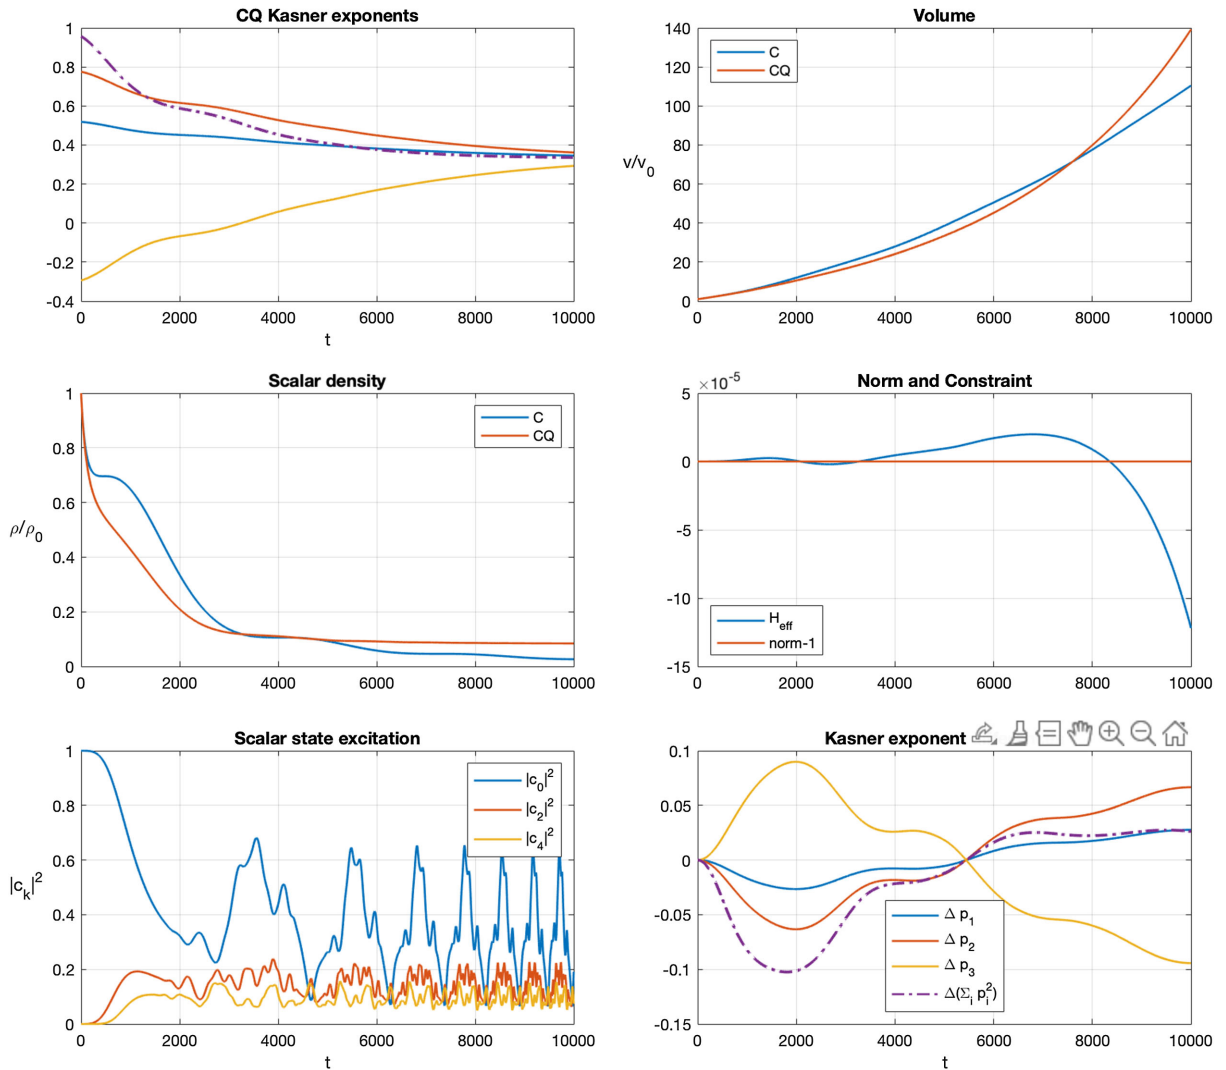 CQ Kasner exponents
1
0.8
0.6
0.4
0.2
0
-0.2
-0.4
0 2000 4000 6000 8000 10000
t
Volume
140
120
100
80
60
40
20
0
v/v₀
C
CQ
0 2000 4000 6000 8000 10000
Scalar density
1
0.8
0.6
0.4
0.2
0
ρ/ρ₀
C
CQ
0 2000 4000 6000 8000 10000
Norm and Constraint
×10⁻⁵
5
0
-5
-10
-15
H_eff
norm-1
0 2000 4000 6000 8000 10000
Scalar state excitation
1
0.8
0.6
0.4
0.2
0
|c_k|²
|c₀|²
|c₂|²
|c₄|²
0 2000 4000 6000 8000 10000
t
Kasner exponent
0.1
0.05
0
-0.05
-0.1
-0.15
Δ p₁
Δ p₂
Δ p₃
Δ(Σᵢ pᵢ²)
0 2000 4000 6000 8000 10000
t